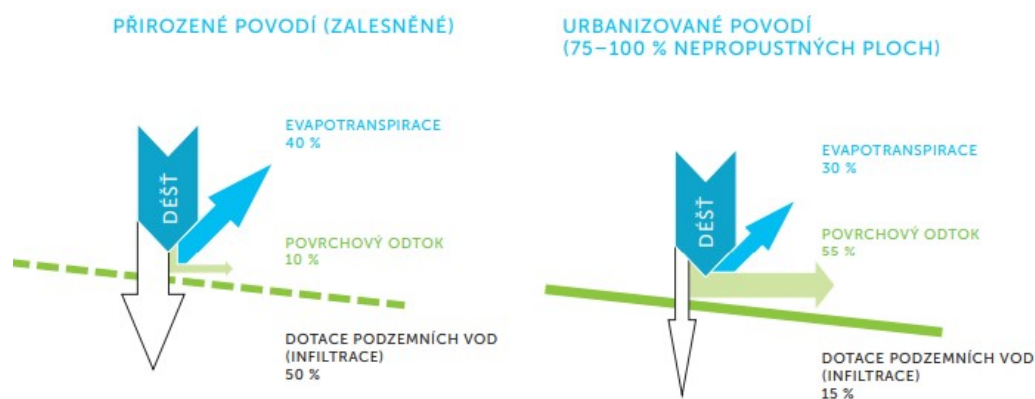 PŘIROZENÉ POVODÍ (ZALESNĚNÉ)
EVAPOTRANSPIRACE
40 %
DÉŠŤ
POVRCHOVÝ ODTOK
10 %
DOTACE PODZEMNÍCH VOD
(INFILTRACE)
50 %
URBANIZOVANÉ POVODÍ
(75–100 % NEPROPUSTNÝCH PLOCH)
EVAPOTRANSPIRACE
30 %
DÉŠŤ
POVRCHOVÝ ODTOK
55 %
DOTACE PODZEMNÍCH VOD
(INFILTRACE)
15 %